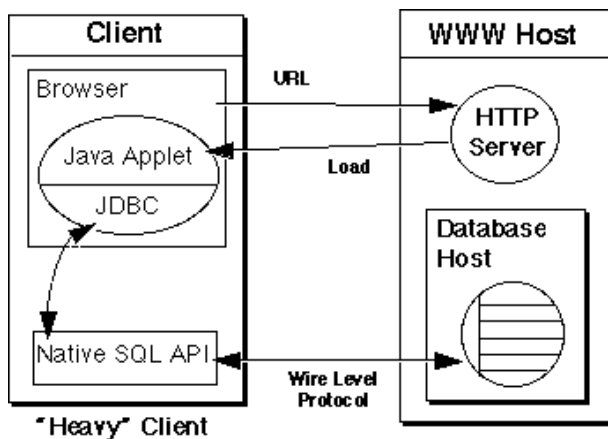 Client
WWW Host
Browser
URL
HTTP
Server
Java Applet
Load
JDBC
Database
Host
Native SQL API
Wire Level
Protocol
"Heavy" Client